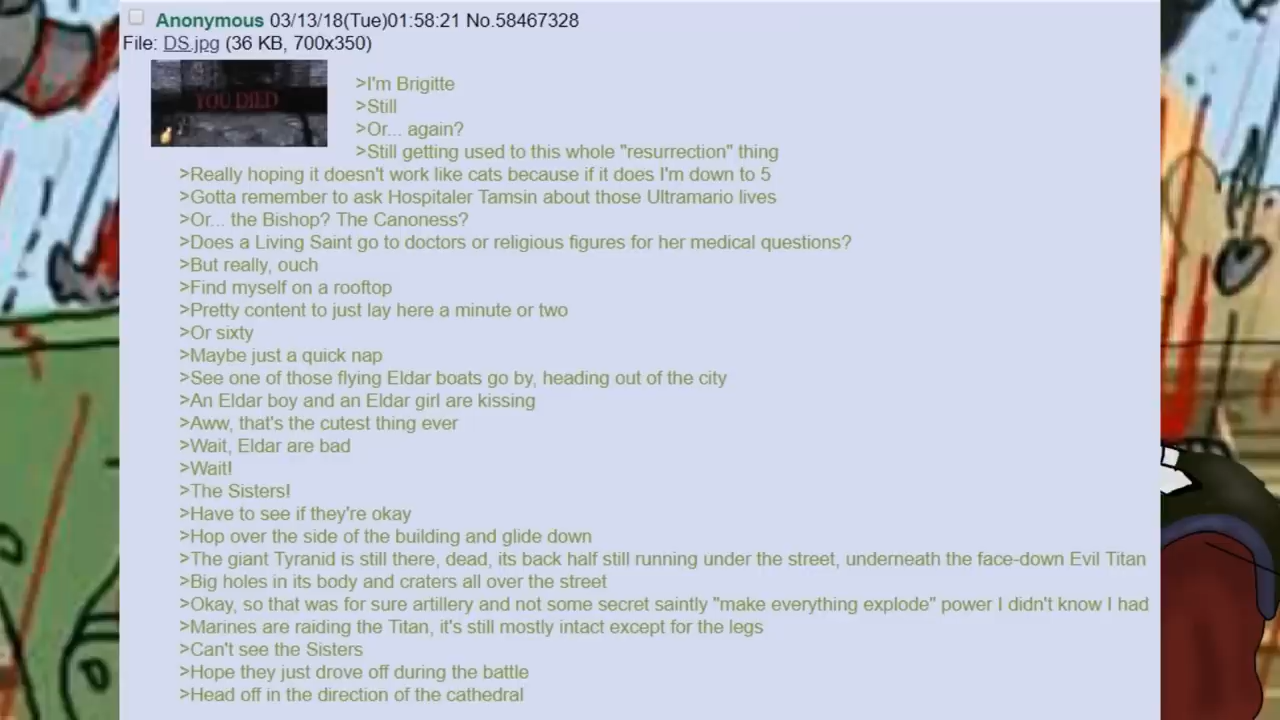 Anonymous 03/13/18(Tue)01:58:21 No.58467328
File: DS.jpg (36 KB, 700x350)
YOU DIED
>I'm Brigitte
>Still
>Or... again?
>Still getting used to this whole "resurrection" thing
>Really hoping it doesn't work like cats because if it does I'm down to 5
>Gotta remember to ask Hospitaler Tamsin about those Ultramario lives
>Or... the Bishop? The Canoness?
>Does a Living Saint go to doctors or religious figures for her medical questions?
>But really, ouch
>Find myself on a rooftop
>Pretty content to just lay here a minute or two
>Or sixty
>Maybe just a quick nap
>See one of those flying Eldar boats go by, heading out of the city
>An Eldar boy and an Eldar girl are kissing
>Aww, that's the cutest thing ever
>Wait, Eldar are bad
>Wait!
>The Sisters!
>Have to see if they're okay
>Hop over the side of the building and glide down
>The giant Tyranid is still there, dead, its back half still running under the street, underneath the face-down Evil Titan
>Big holes in its body and craters all over the street
>Okay, so that was for sure artillery and not some secret saintly "make everything explode" power I didn't know I had
>Marines are raiding the Titan, it's still mostly intact except for the legs
>Can't see the Sisters
>Hope they just drove off during the battle
>Head off in the direction of the cathedral